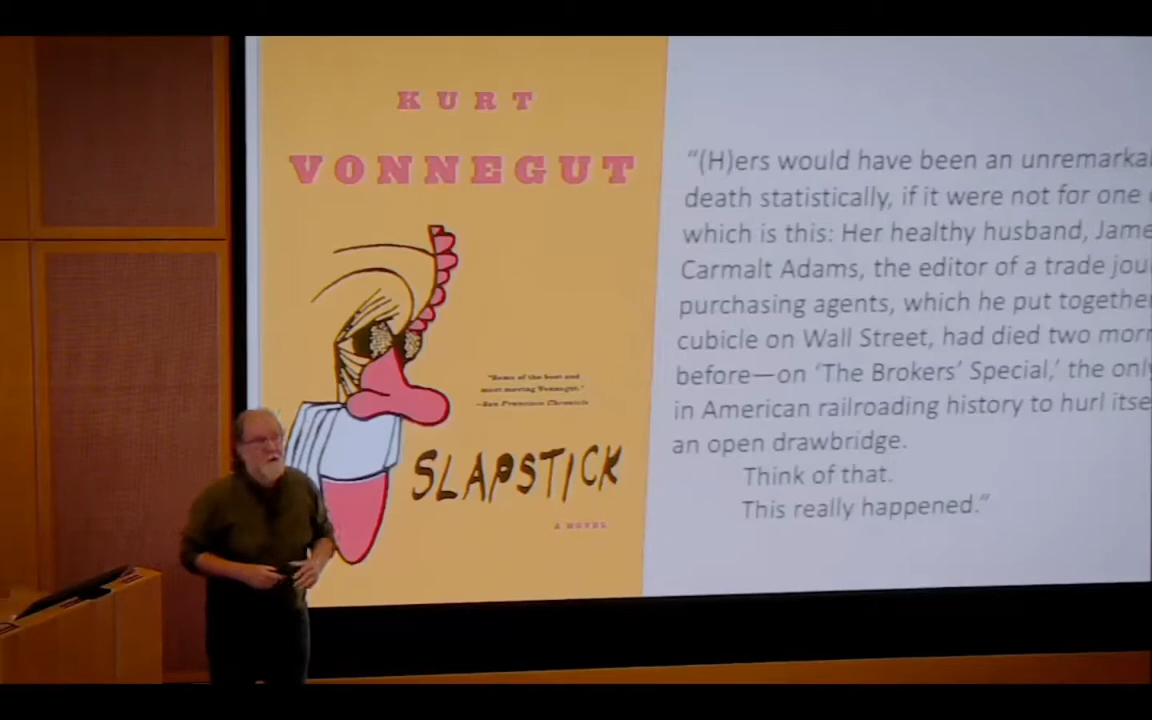 KURT
VONNEGUT
"Some of the best and
most moving Vonnegut."
—San Francisco Chronicle
SLAPSTICK
A NOVEL
“(H)ers would have been an unremarka
death statistically, if it were not for one
which is this: Her healthy husband, Jame
Carmalt Adams, the editor of a trade jou
purchasing agents, which he put together
cubicle on Wall Street, had died two morn
before—on ‘The Brokers’ Special,’ the only
in American railroading history to hurl itse
an open drawbridge.
Think of that.
This really happened.”